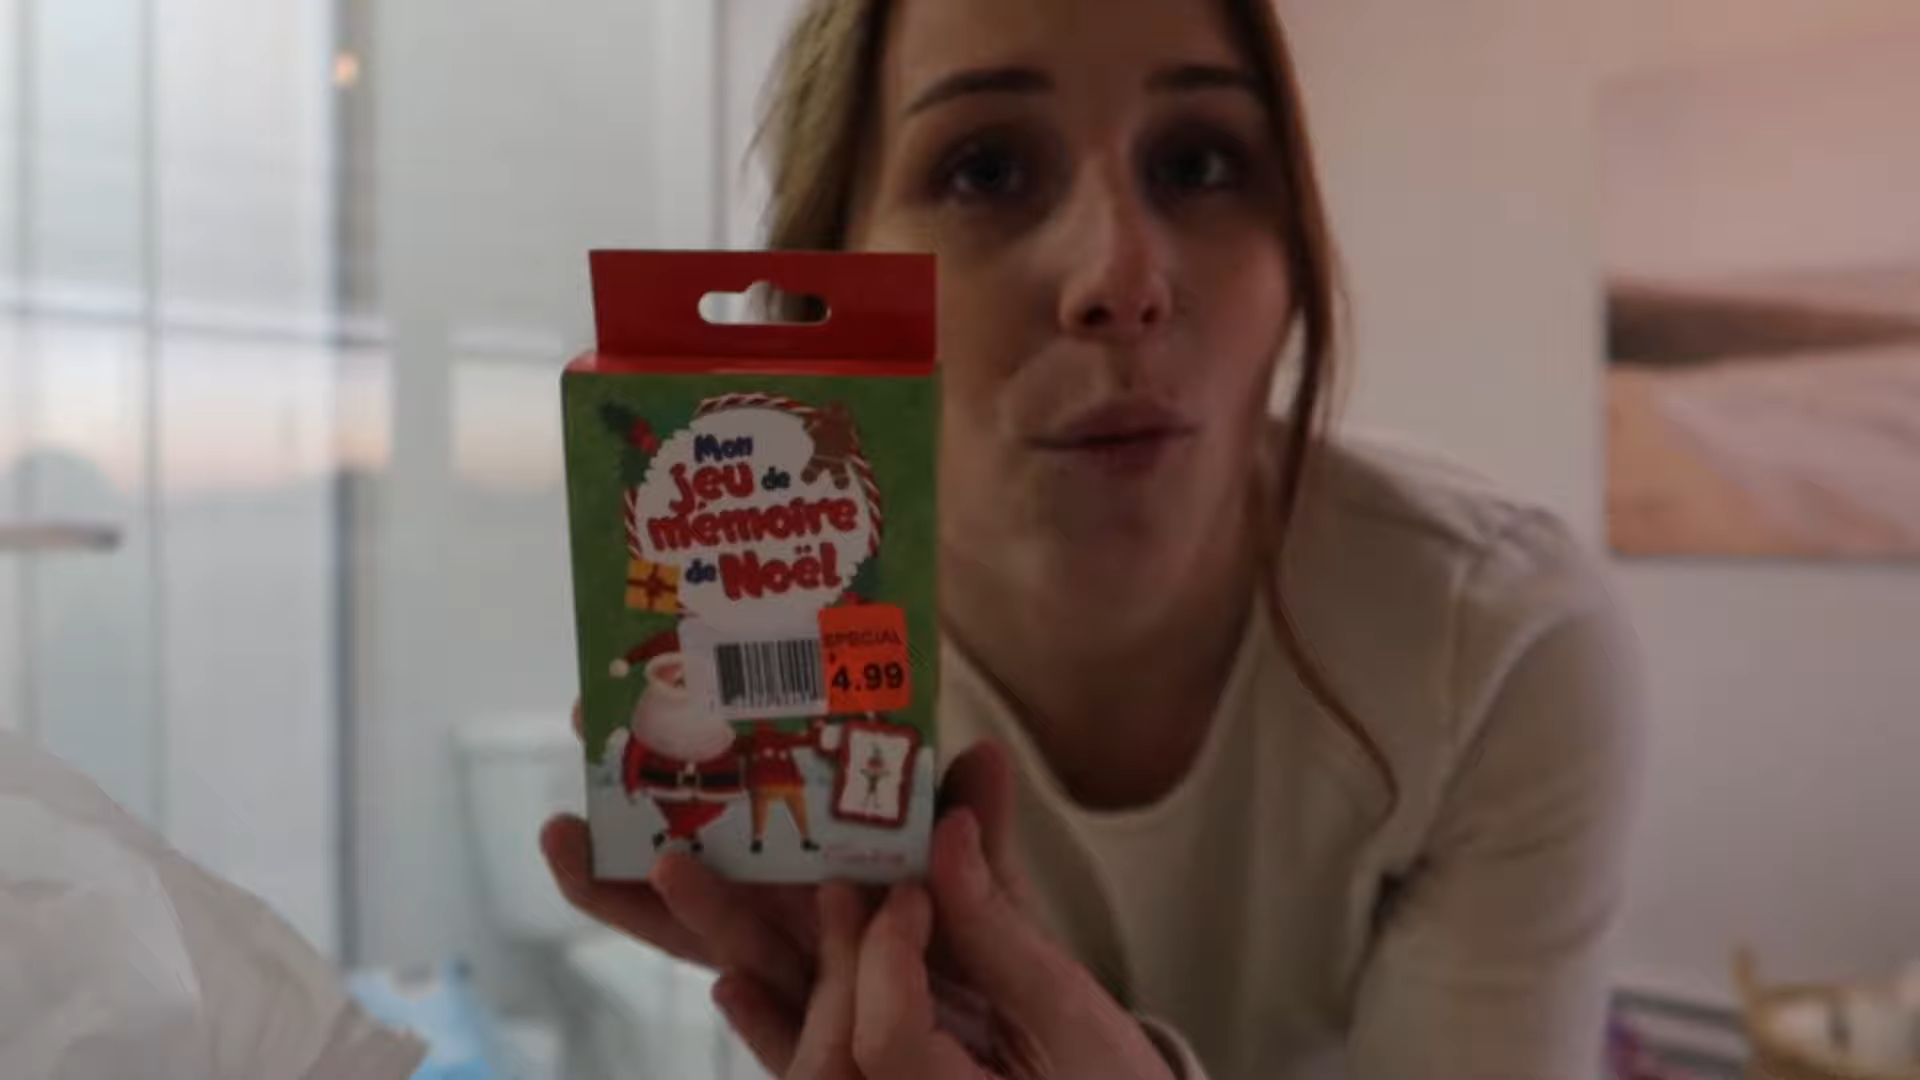 Mon
jeu de
mémoire
de Noël
SPECIAL
$
4.99